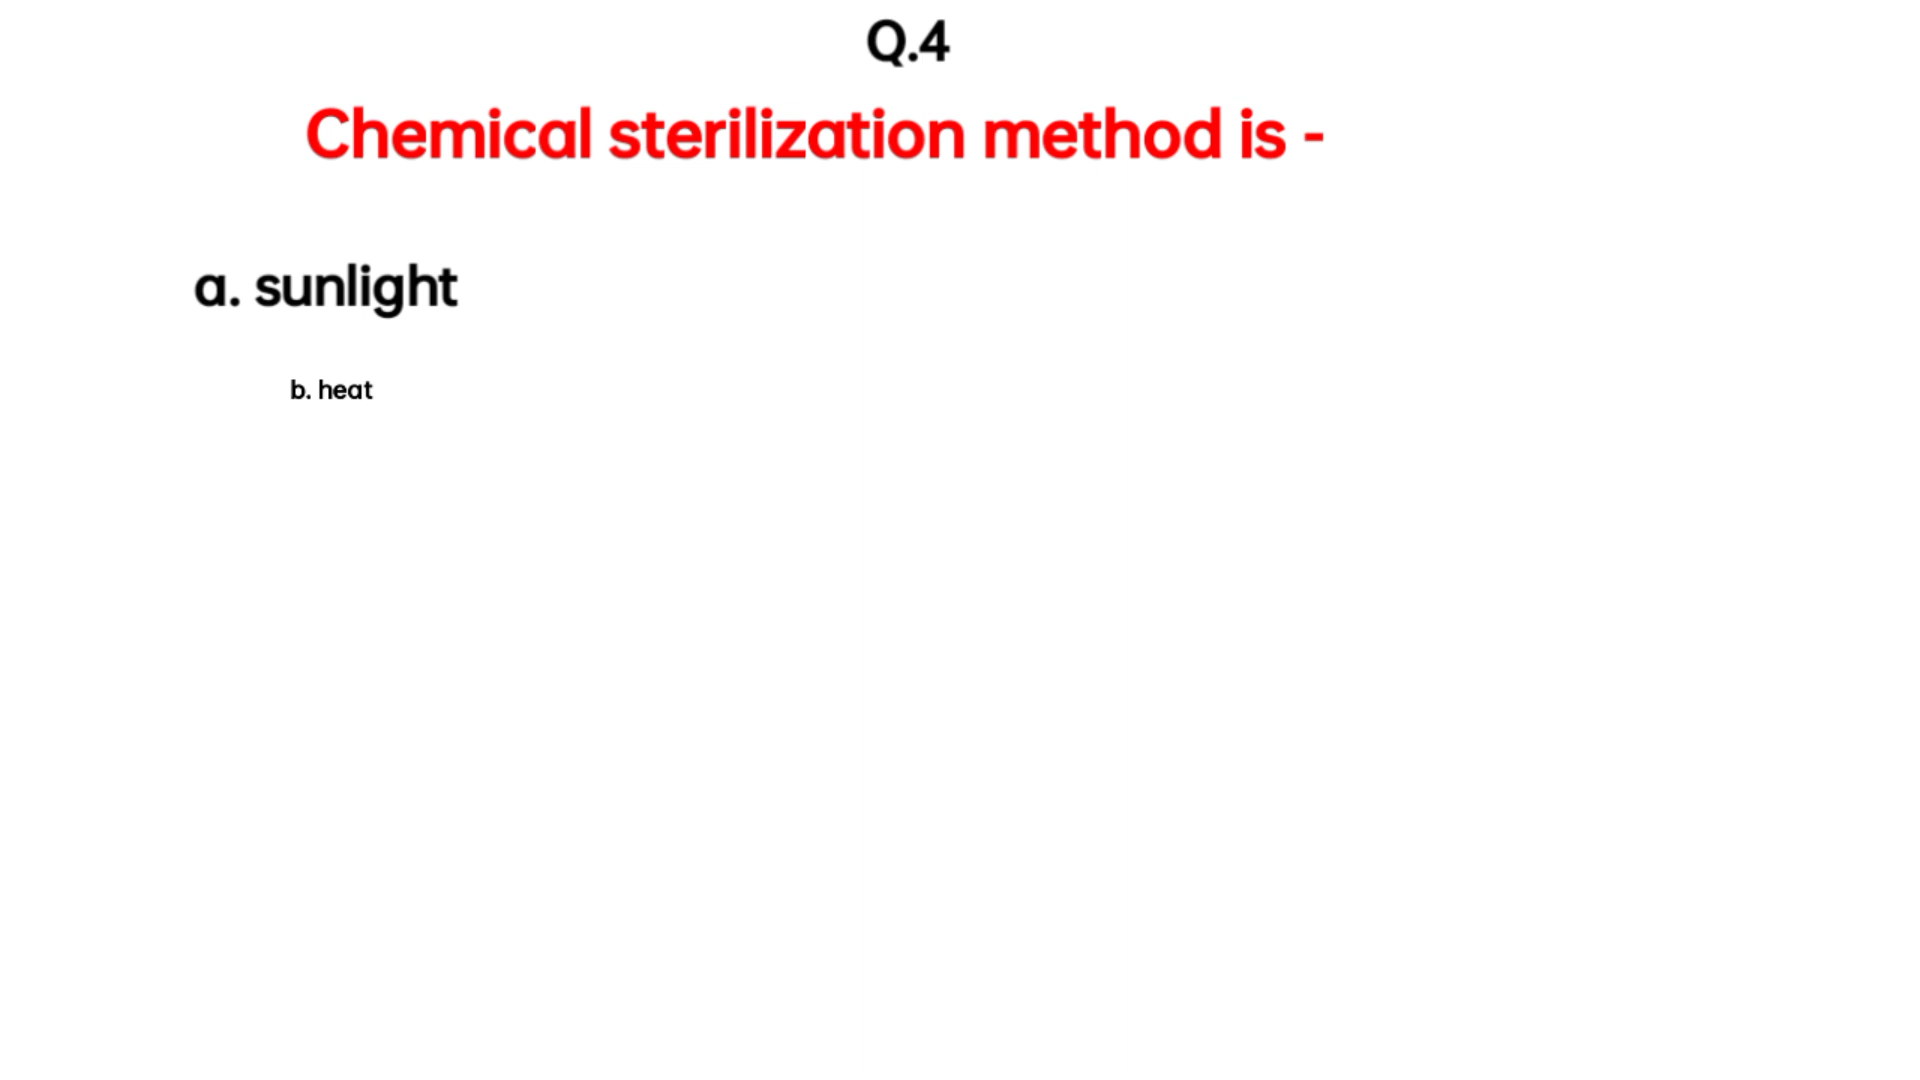 Q.4
Chemical sterilization method is -
a. sunlight
b. heat